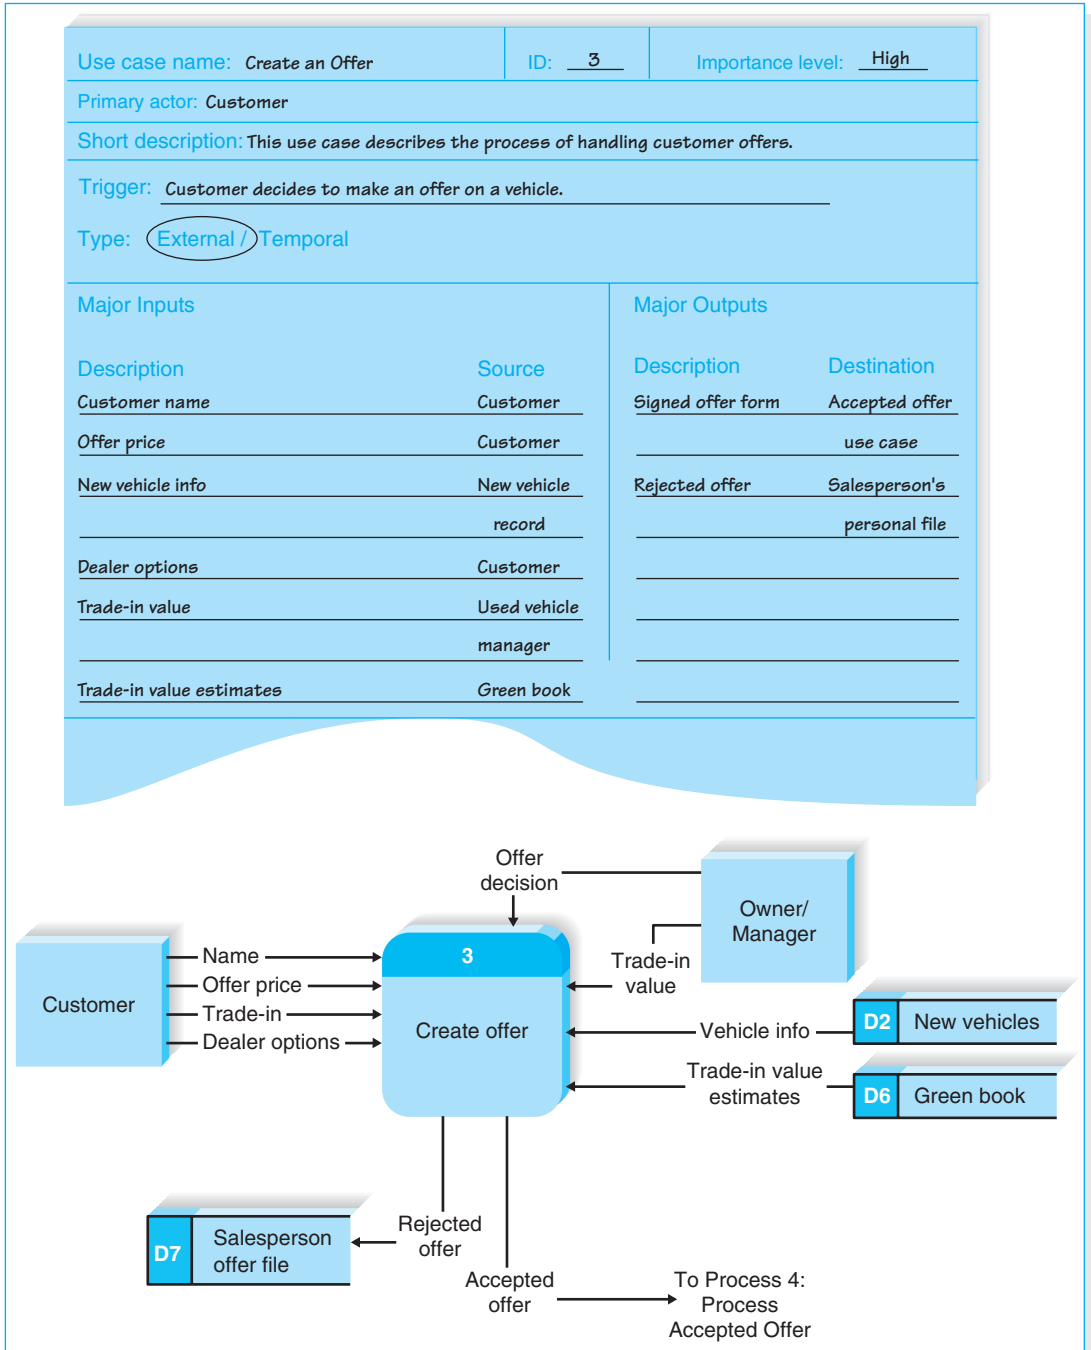 Use case name: Create an Offer
ID: 3
Importance level: High
Primary actor: Customer
Short description: This use case describes the process of handling customer offers.
Trigger: Customer decides to make an offer on a vehicle.
Type: External / Temporal
Major Inputs
Major Outputs
Description Source
Description Destination
Customer name Customer
Signed offer form Accepted offer
Offer price Customer
use case
New vehicle info New vehicle
Rejected offer Salesperson's
record
personal file
Dealer options Customer
Trade-in value Used vehicle
manager
Trade-in value estimates Green book
Offer
decision
Owner/
Manager
Customer
Name
Offer price
Trade-in
Dealer options
3
Create offer
Trade-in
value
Vehicle info
D2 New vehicles
Trade-in value
estimates
D6 Green book
D7
Salesperson
offer file
Rejected
offer
Accepted
offer
To Process 4:
Process
Accepted Offer